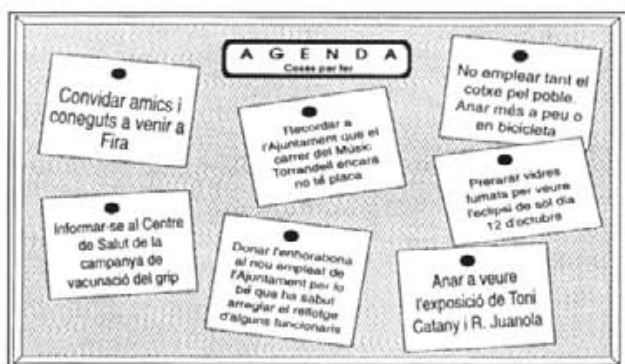 AGENDA
Coses per fer
Convidar amics i
coneguts a venir a
Fira
Recordar a
l'Ajuntament que el
carrer del Músic
Torrandell encara
no té placa
No emplear tant el
cotxe pel poble.
Anar més a peu o
en bicicleta
Prerarar vidres
fumats per veure
l'eclipsi de sol dia
12 d'octubre
Informar-se al Centre
de Salut de la
campanya de
vacunació del grip
Donar l'enhorabona
al nou empleat de
l'Ajuntament per lo
bé que ha sabut
arreglar el rellotge
d'alguns funcionaris
Anar a veure
l'exposició de Toni
Catany i R. Juanola